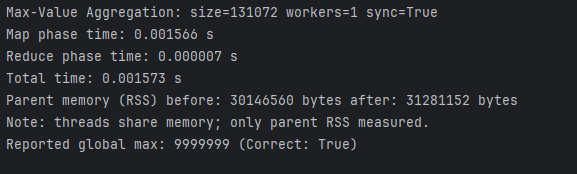 Max-Value Aggregation: size=131072 workers=1 sync=True
Map phase time: 0.001566 s
Reduce phase time: 0.000007 s
Total time: 0.001573 s
Parent memory (RSS) before: 30146560 bytes after: 31281152 bytes
Note: threads share memory; only parent RSS measured.
Reported global max: 9999999 (Correct: True)